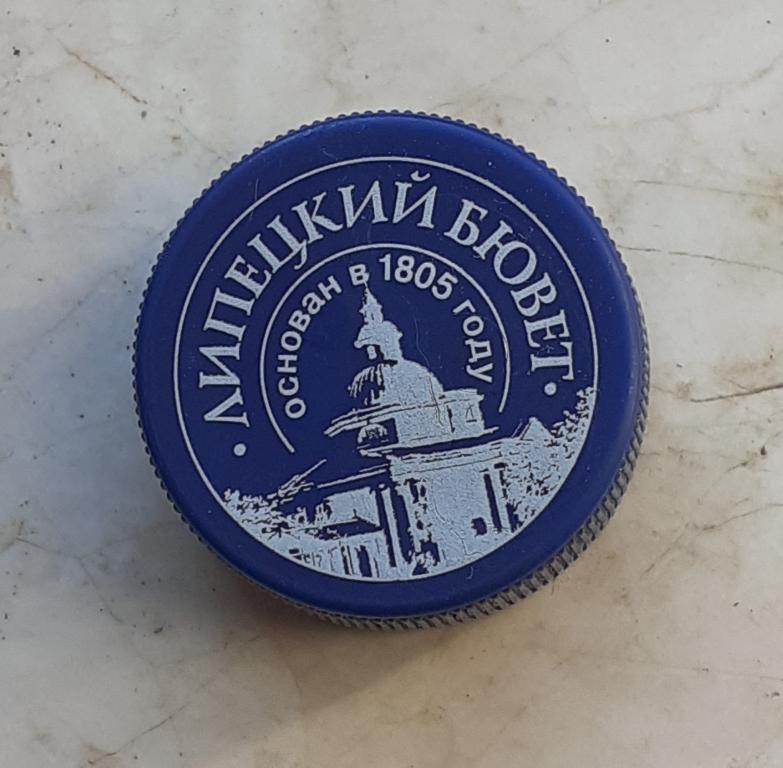 · ЛИПЕЦКИЙ БЮВЕТ ·
основан в 1805 году